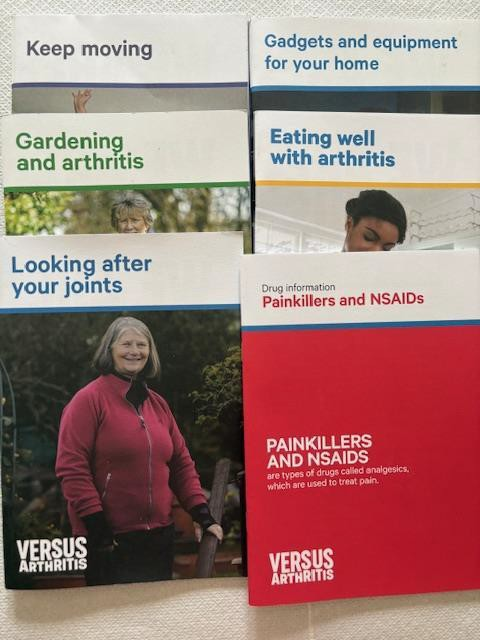 Keep moving
Gadgets and equipment
for your home
Gardening
and arthritis
Eating well
with arthritis
Looking after
your joints
VERSUS
ARTHRITIS
Drug information
Painkillers and NSAIDs
PAINKILLERS
AND NSAIDS
are types of drugs called analgesics,
which are used to treat pain.
VERSUS
ARTHRITIS